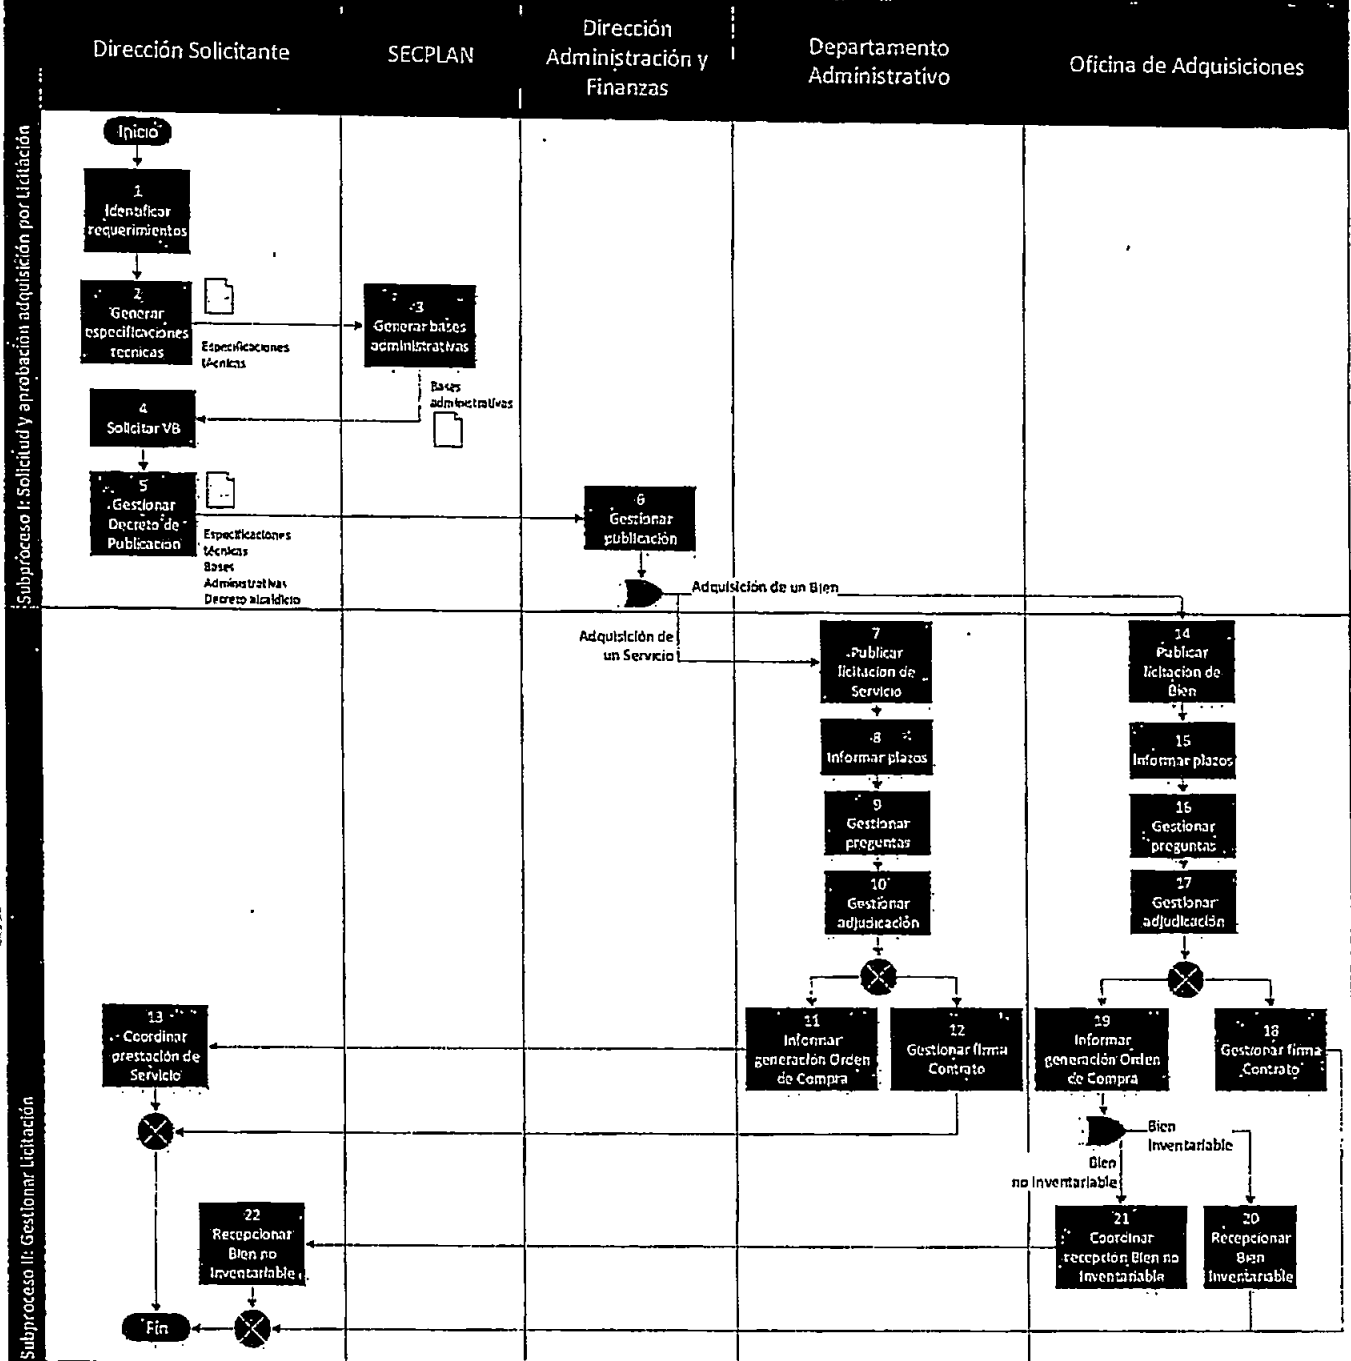 Dirección Solicitante
SECPLAN
Dirección
Administración y
Finanzas
Departamento
Administrativo
Oficina de Adquisiciones
Subproceso I: Solicitud y aprobación adquisición por Licitación
Inicio
1
Identificar
requerimientos
2
Generar
especificaciones
tecnicas
Especificaciones
técnicas
3
Generar bases
administrativas
Bases
administrativas
4
Solicitar VB
5
Gestionar
Decreto de
Publicación
Especificaciones
técnicas
Bases
Administrativas
Decreto alcaldicio
6
Gestionar
publicación
Adquisición de un Bien
Adquisición de
un Servicio
Subproceso II: Gestionar Licitación
7
Publicar
licitacion de
Servicio
8
Informar plazos
9
Gestionar
preguntas
10
Gestionar
adjudicación
11
Informar
generación Orden
de Compra
12
Gestionar firma
Contrato
13
Coordinar
prestación de
Servicio
14
Publicar
licitacion de
Bien
15
Informar plazos
16
Gestionar
preguntas
17
Gestionar
adjudicación
19
Informar
generación Orden
de Compra
18
Gestionar firma
Contrato
Bien
Inventariable
Bien
no Inventariable
21
Coordinar
recepción Bien no
Inventariable
20
Recepcionar
Bien
Inventariable
22
Recepcionar
Bien no
Inventariable
Fin